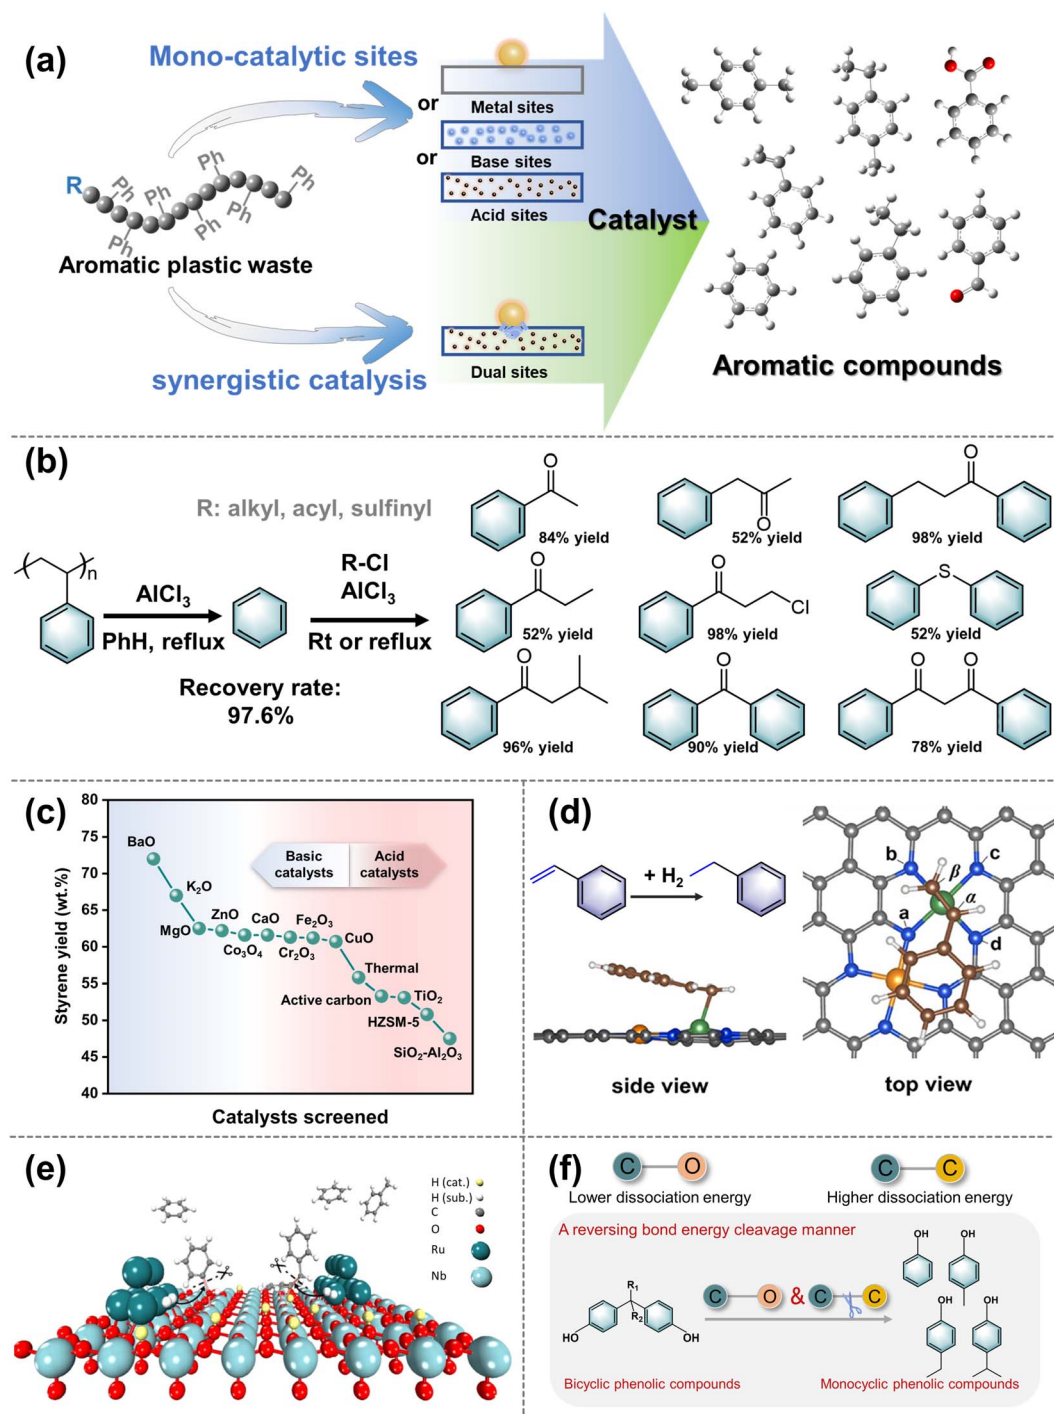 (a)
Mono-catalytic sites
or
Metal sites
or
Base sites
Acid sites
Catalyst
R
Ph
Ph
Ph
Ph
Ph
Ph
Ph
Aromatic plastic waste
synergistic catalysis
Dual sites
Aromatic compounds
(b)
R: alkyl, acyl, sulfinyl
n
AlCl₃
PhH, reflux
R-Cl
AlCl₃
Rt or reflux
Recovery rate:
97.6%
O
84% yield
O
52% yield
O
98% yield
O
52% yield
O
Cl
98% yield
S
52% yield
O
96% yield
O
90% yield
O O
78% yield
(c)
Styrene yield (wt.%)
80
75
70
65
60
55
50
45
40
BaO
K₂O
MgO
ZnO
Co₃O₄
CaO
Cr₂O₃
Fe₂O₃
CuO
Thermal
Active carbon
TiO₂
HZSM-5
SiO₂-Al₂O₃
Basic catalysts
Acid catalysts
Catalysts screened
(d)
+ H₂
side view
b
c
β
α
a
d
top view
(e)
H (cat.)
H (sub.)
C
O
Ru
Nb
(f)
C O
Lower dissociation energy
C C
Higher dissociation energy
A reversing bond energy cleavage manner
R₁
R₂
HO
OH
C O & C C
OH
OH
OH
OH
Bicyclic phenolic compounds
Monocyclic phenolic compounds